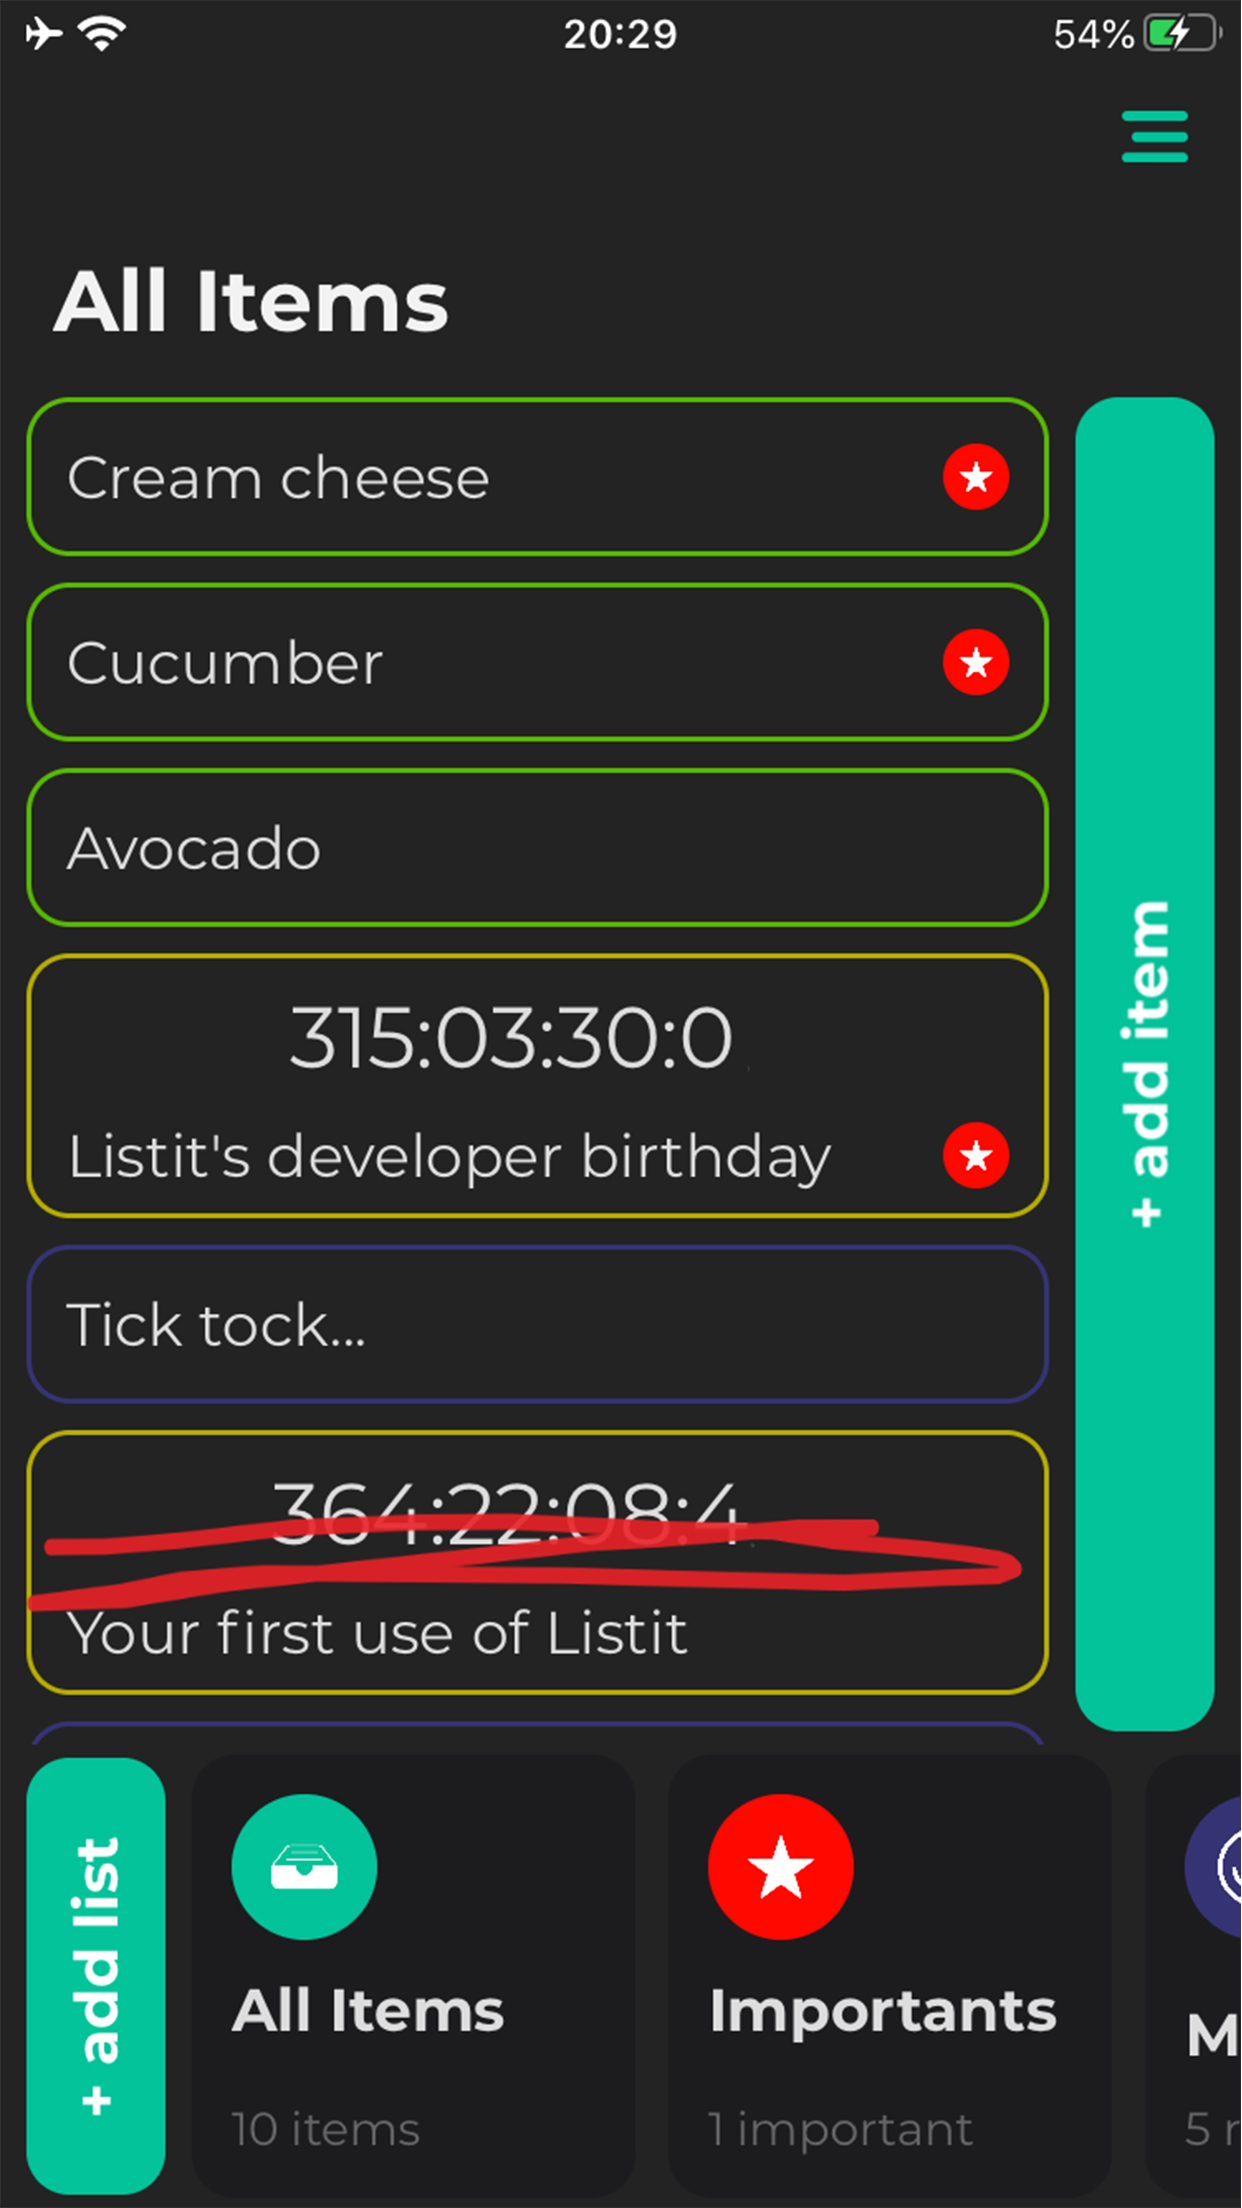 20:29
54%
All Items
Cream cheese
Cucumber
Avocado
315:03:30:0
Listit's developer birthday
Tick tock...
364:22:08:4
Your first use of Listit
+ add item
+ add list
All Items
10 items
Importants
1 important
M
5 r